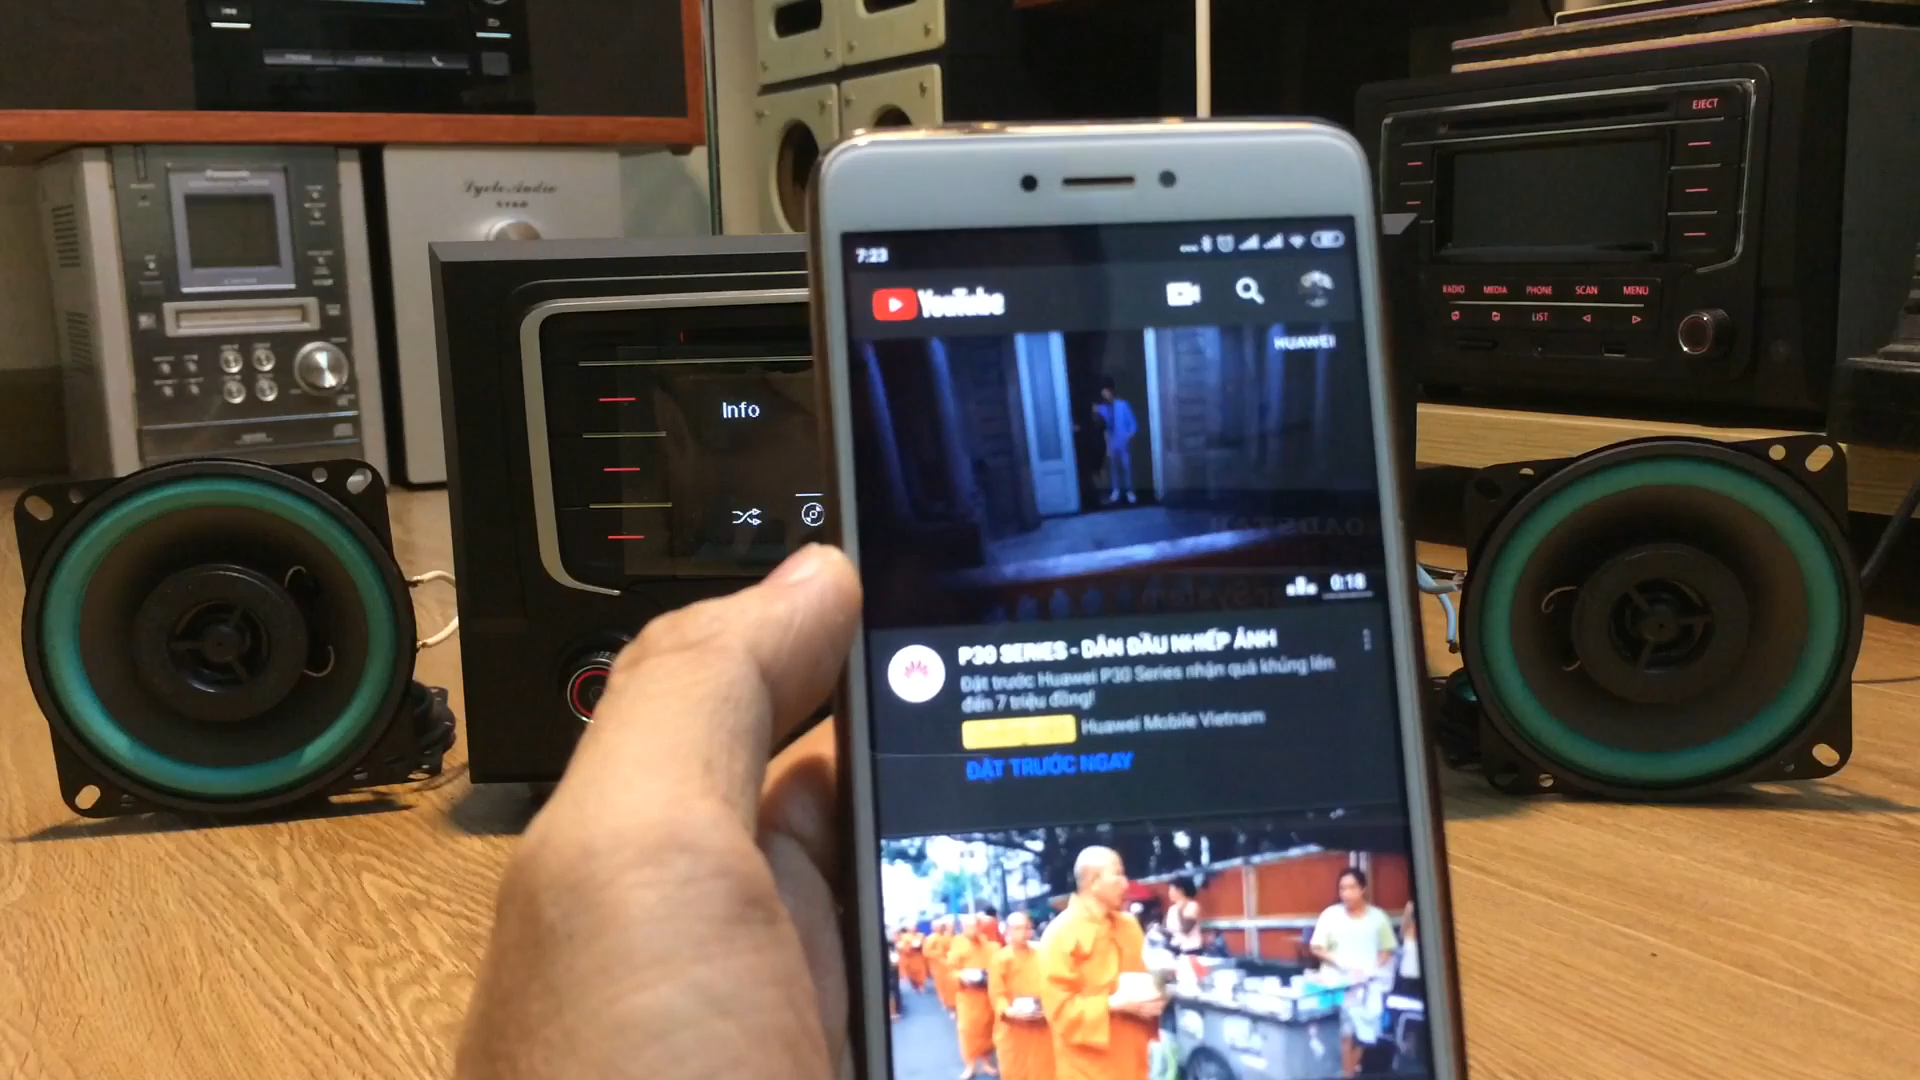 Panasonic
EJECT
RADIO MEDIA PHONE SCAN MENU
LIST
Info
7:23
YouTube
HUAWEI
0:18
P30 SERIES - DẪN ĐẦU NHIẾP ẢNH
Đặt trước Huawei P30 Series nhận quà khủng lên
đến 7 triệu đồng!
Huawei Mobile Vietnam
ĐẶT TRƯỚC NGAY